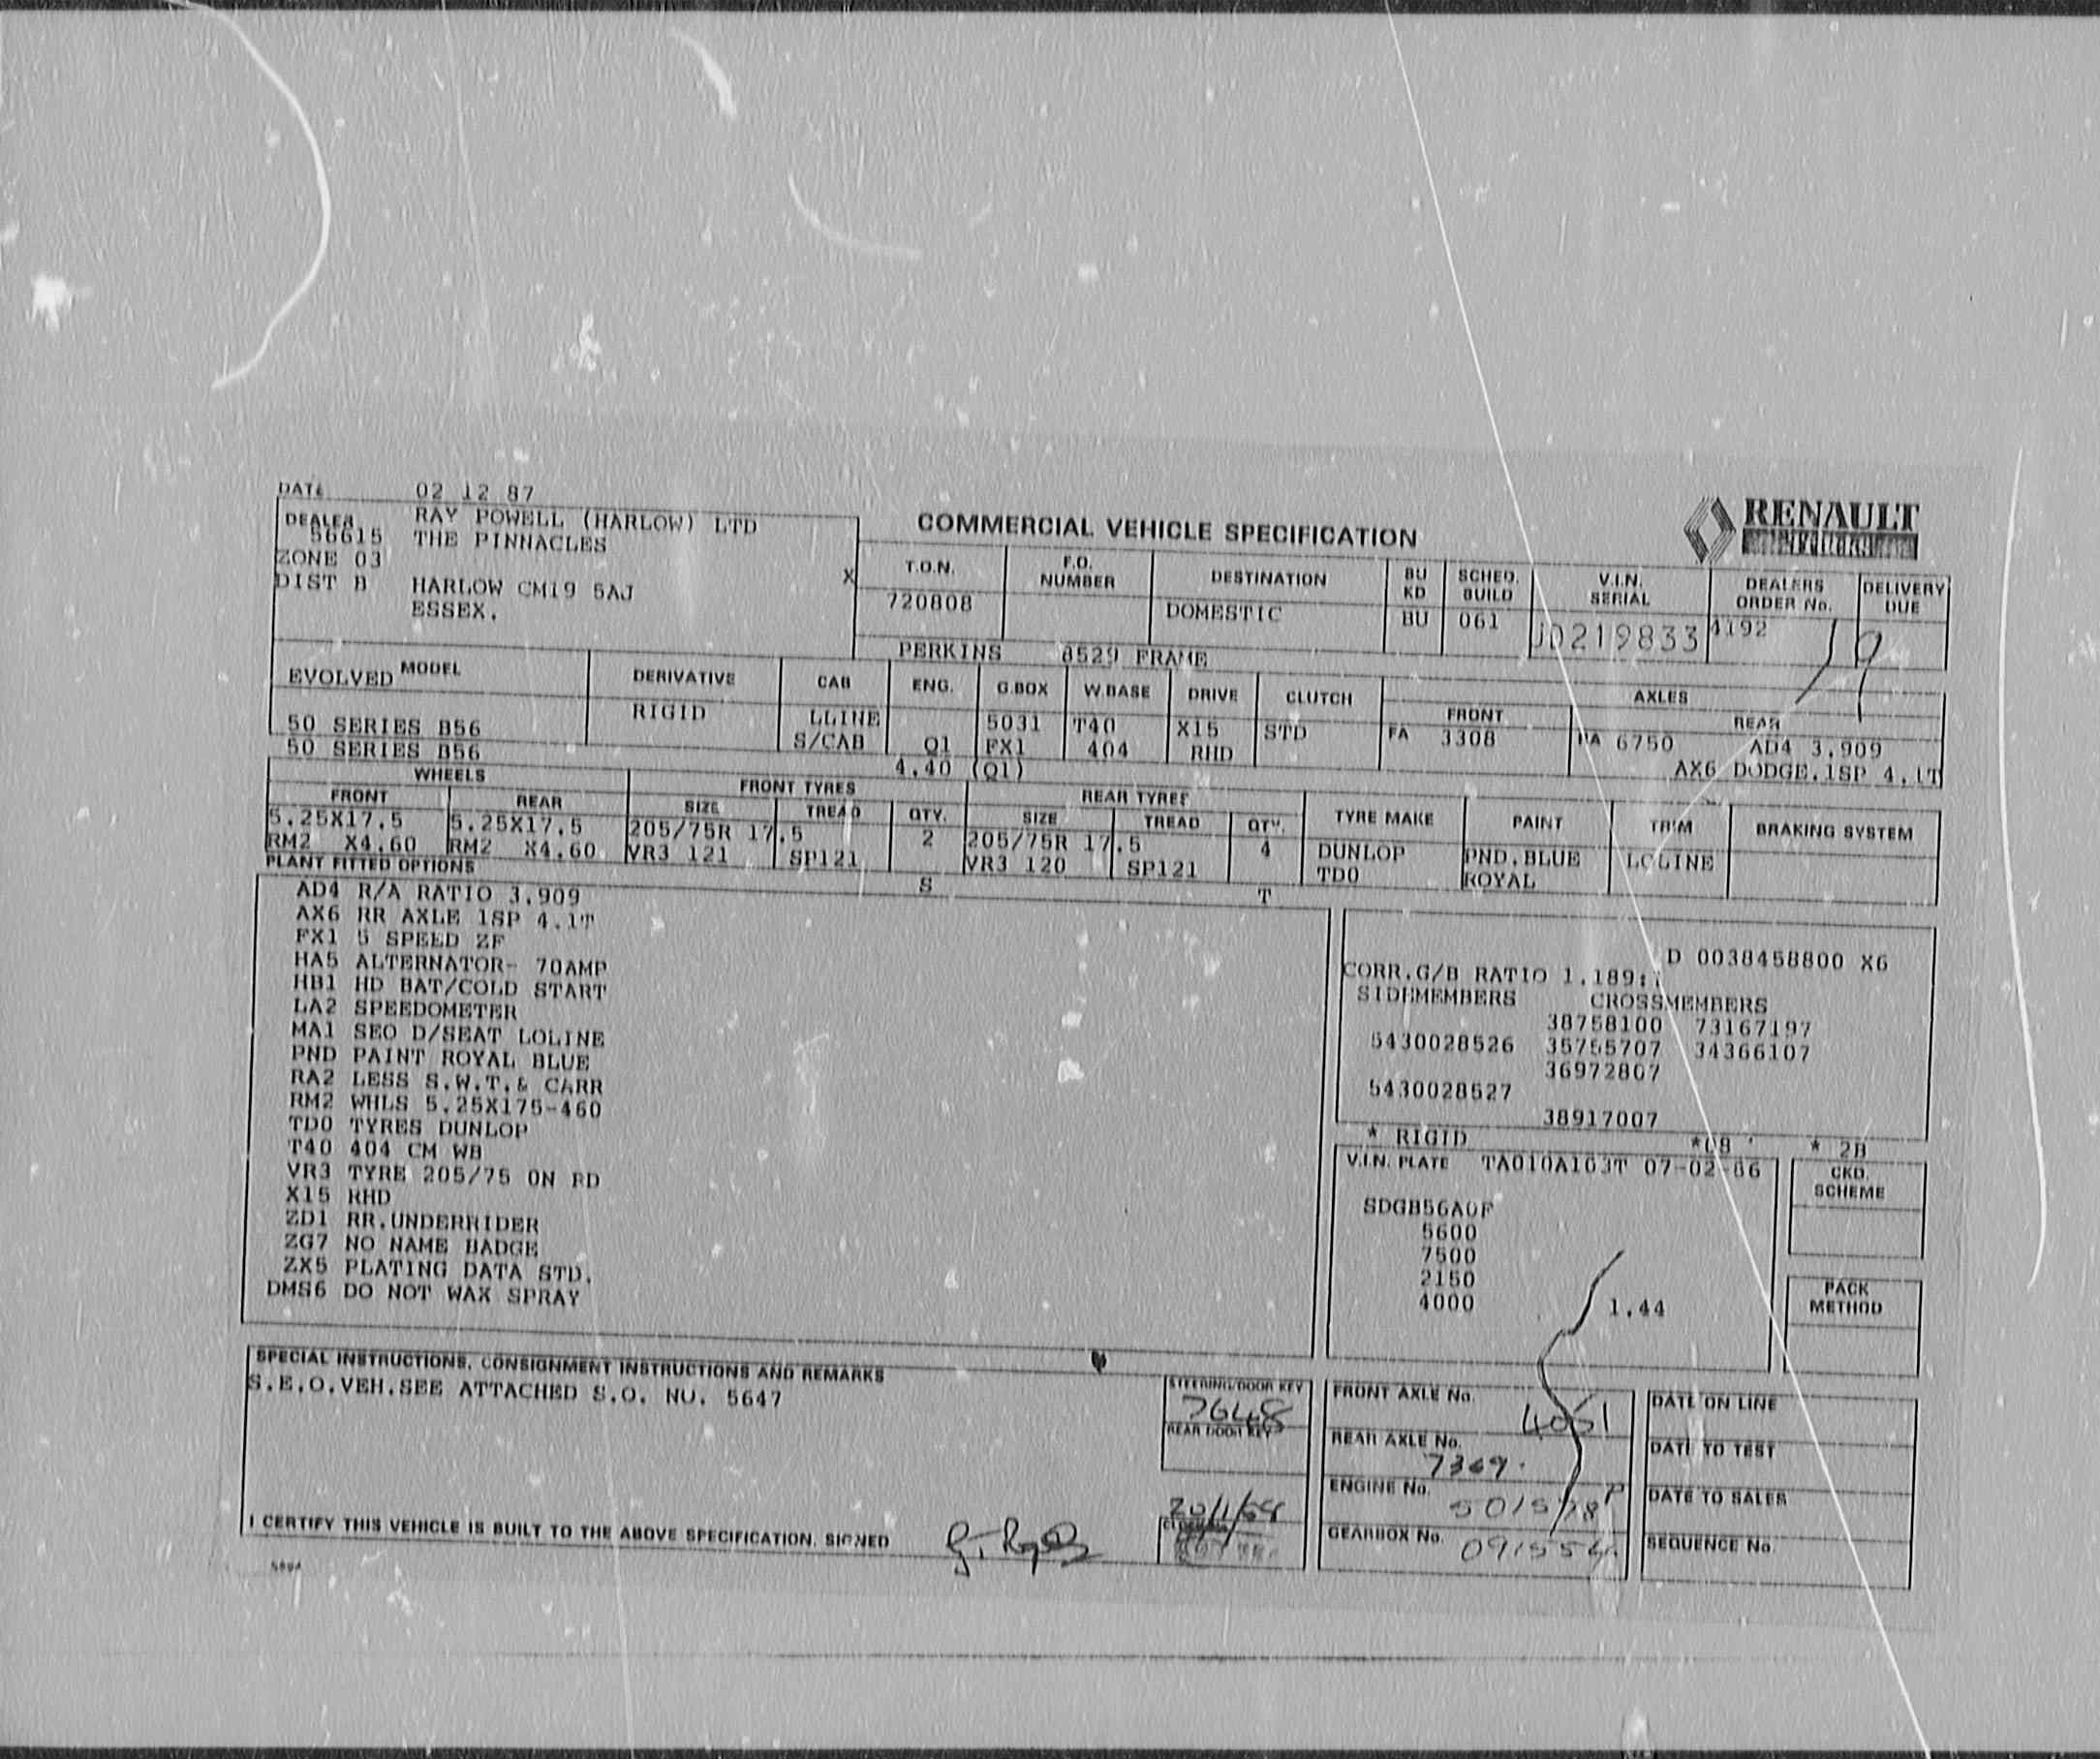 DATE 02 12 87
DEALER RAY POWELL (HARLOW) LTD
56615 THE PINNACLES
ZONE 03
DIST B HARLOW CM19 5AJ
ESSEX.
X
COMMERCIAL VEHICLE SPECIFICATION
RENAULT
T.O.N. F.O. NUMBER DESTINATION BU KD SCHED. BUILD V.I.N. SERIAL DEALERS ORDER No. DELIVERY DUE
720808 DOMESTIC BU 061 JD219833 4192 19
PERKINS 8529 FRAME
EVOLVED MODEL DERIVATIVE CAB ENG. G.BOX W.BASE DRIVE CLUTCH AXLES
FRONT REAR
50 SERIES B56 RIGID LLINE 5031 T40 X15 STD FA 3308 RA 6750 AD4 3.909
50 SERIES B56 S/CAB Q1 FX1 404 RHD
4.40 (Q1) AX6 DODGE.1SP 4.1T
WHEELS FRONT TYRES REAR TYRES
FRONT REAR SIZE TREAD QTY. SIZE TREAD QTY. TYRE MAKE PAINT TRIM BRAKING SYSTEM
5.25X17.5 5.25X17.5 205/75R 17.5 2 205/75R 17.5 4 DUNLOP PND.BLUE LOLINE
RM2 X4.60 RM2 X4.60 VR3 121 SP121 VR3 120 SP121 TD0 ROYAL
PLANT FITTED OPTIONS S T
AD4 R/A RATIO 3.909
AX6 RR AXLE 1SP 4.1T
FX1 5 SPEED ZF
HA5 ALTERNATOR- 70AMP
HB1 HD BAT/COLD START
LA2 SPEEDOMETER
MA1 SEO D/SEAT LOLINE
PND PAINT ROYAL BLUE
RA2 LESS S.W.T.& CARR
RM2 WHLS 5.25X175-460
TD0 TYRES DUNLOP
T40 404 CM WB
VR3 TYRE 205/75 ON RD
X15 RHD
ZD1 RR.UNDERRIDER
ZG7 NO NAME BADGE
ZX5 PLATING DATA STD.
DMS6 DO NOT WAX SPRAY
D 0038458800 X6
CORR.G/B RATIO 1.189:
SIDEMEMBERS CROSSMEMBERS
38758100 73167197
5430028526 35755707 34366107
36972807
5430028527
38917007
* RIGID * 2B
V.I.N. PLATE TA010A103T 07-02-86
SDGB56A0F
5600
7500
2150
4000 1.44
CKD. SCHEME
PACK METHOD
SPECIAL INSTRUCTIONS, CONSIGNMENT INSTRUCTIONS AND REMARKS
S.E.O.VEH.SEE ATTACHED S.O. NO. 5647
STEERING/DOOR KEY
7648
REAR DOOR KEY
FRONT AXLE No. 4051
REAR AXLE No.
7369.
ENGINE No.
GEARBOX No. 091554.
DATE ON LINE
DATE TO TEST
DATE TO SALES
SEQUENCE No.
I CERTIFY THIS VEHICLE IS BUILT TO THE ABOVE SPECIFICATION. SIGNED